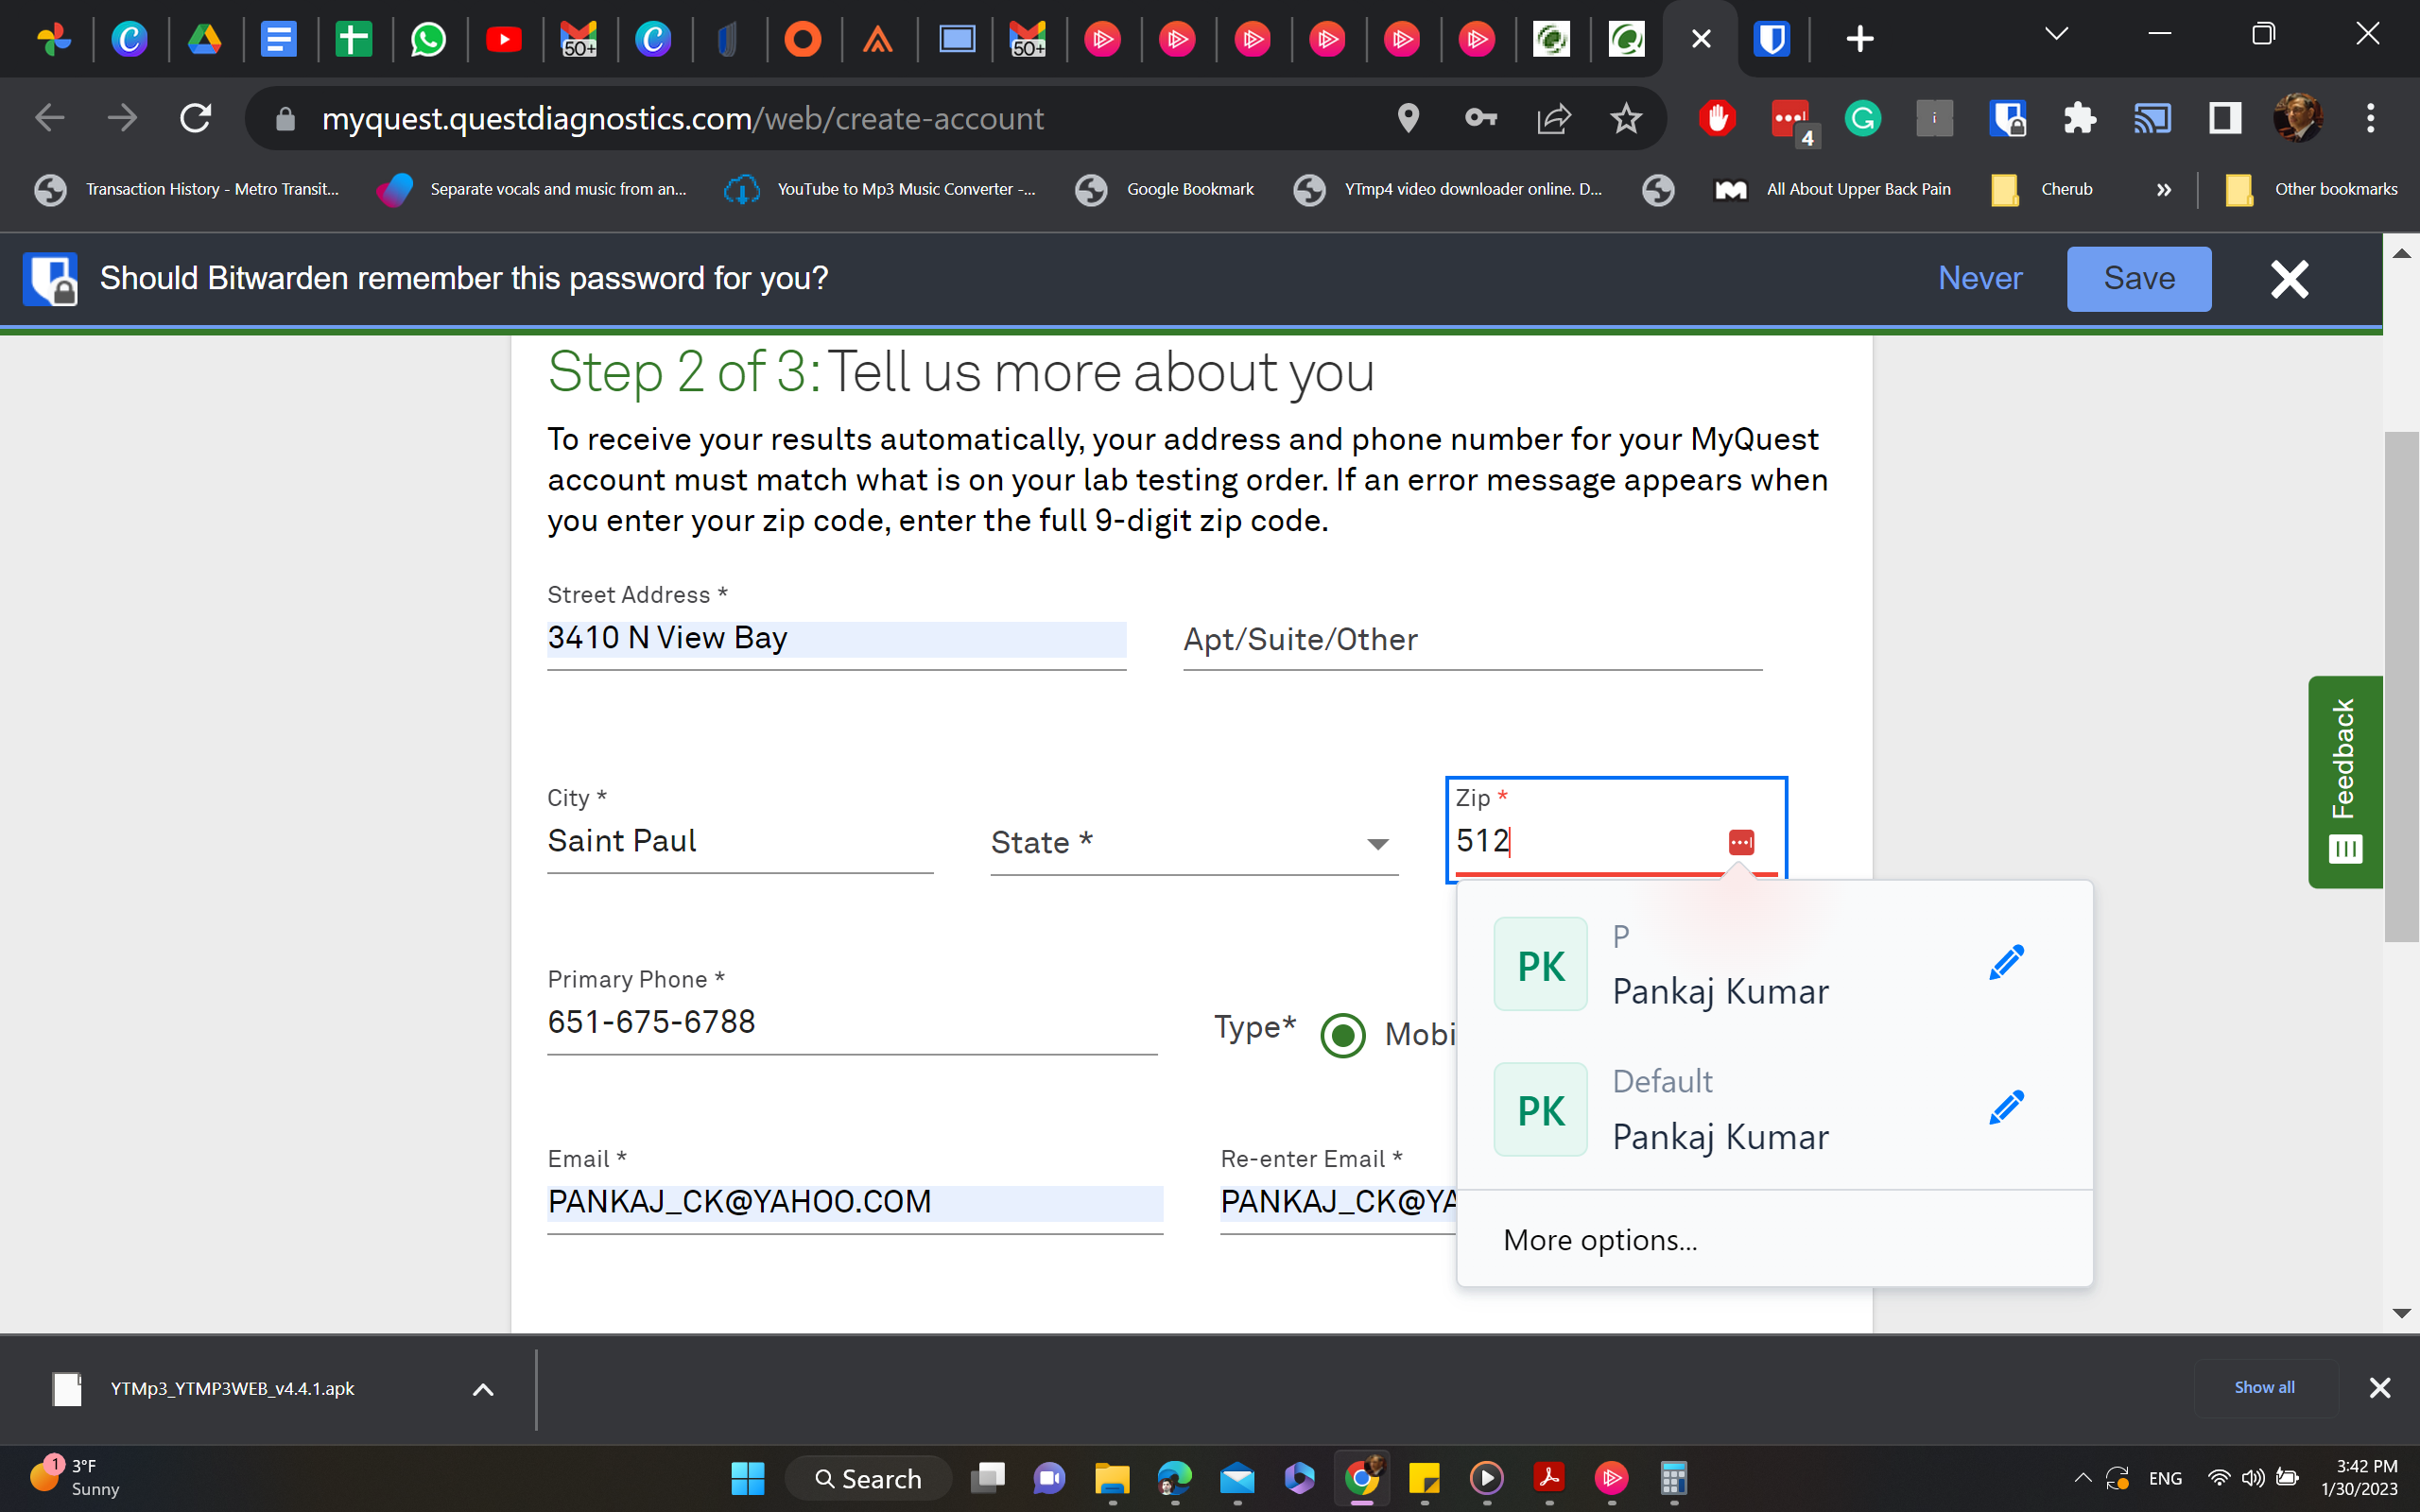 50+
50+
myquest.questdiagnostics.com/web/create-account
4
Transaction History - Metro Transit...
Separate vocals and music from an...
YouTube to Mp3 Music Converter -...
Google Bookmark
YTmp4 video downloader online. D...
All About Upper Back Pain
Cherub
»
Other bookmarks
Should Bitwarden remember this password for you?
Never
Save
Step 2 of 3: Tell us more about you
To receive your results automatically, your address and phone number for your MyQuest
account must match what is on your lab testing order. If an error message appears when
you enter your zip code, enter the full 9-digit zip code.
Street Address *
3410 N View Bay
Apt/Suite/Other
Feedback
City *
Saint Paul
State *
Zip *
512
P
PK
Pankaj Kumar
Primary Phone *
651-675-6788
Type*
Mobi
Default
PK
Pankaj Kumar
Email *
PANKAJ_CK@YAHOO.COM
Re-enter Email *
PANKAJ_CK@YA
More options...
YTMp3_YTMP3WEB_v4.4.1.apk
Show all
1
3°F
Sunny
Search
ENG
3:42 PM
1/30/2023